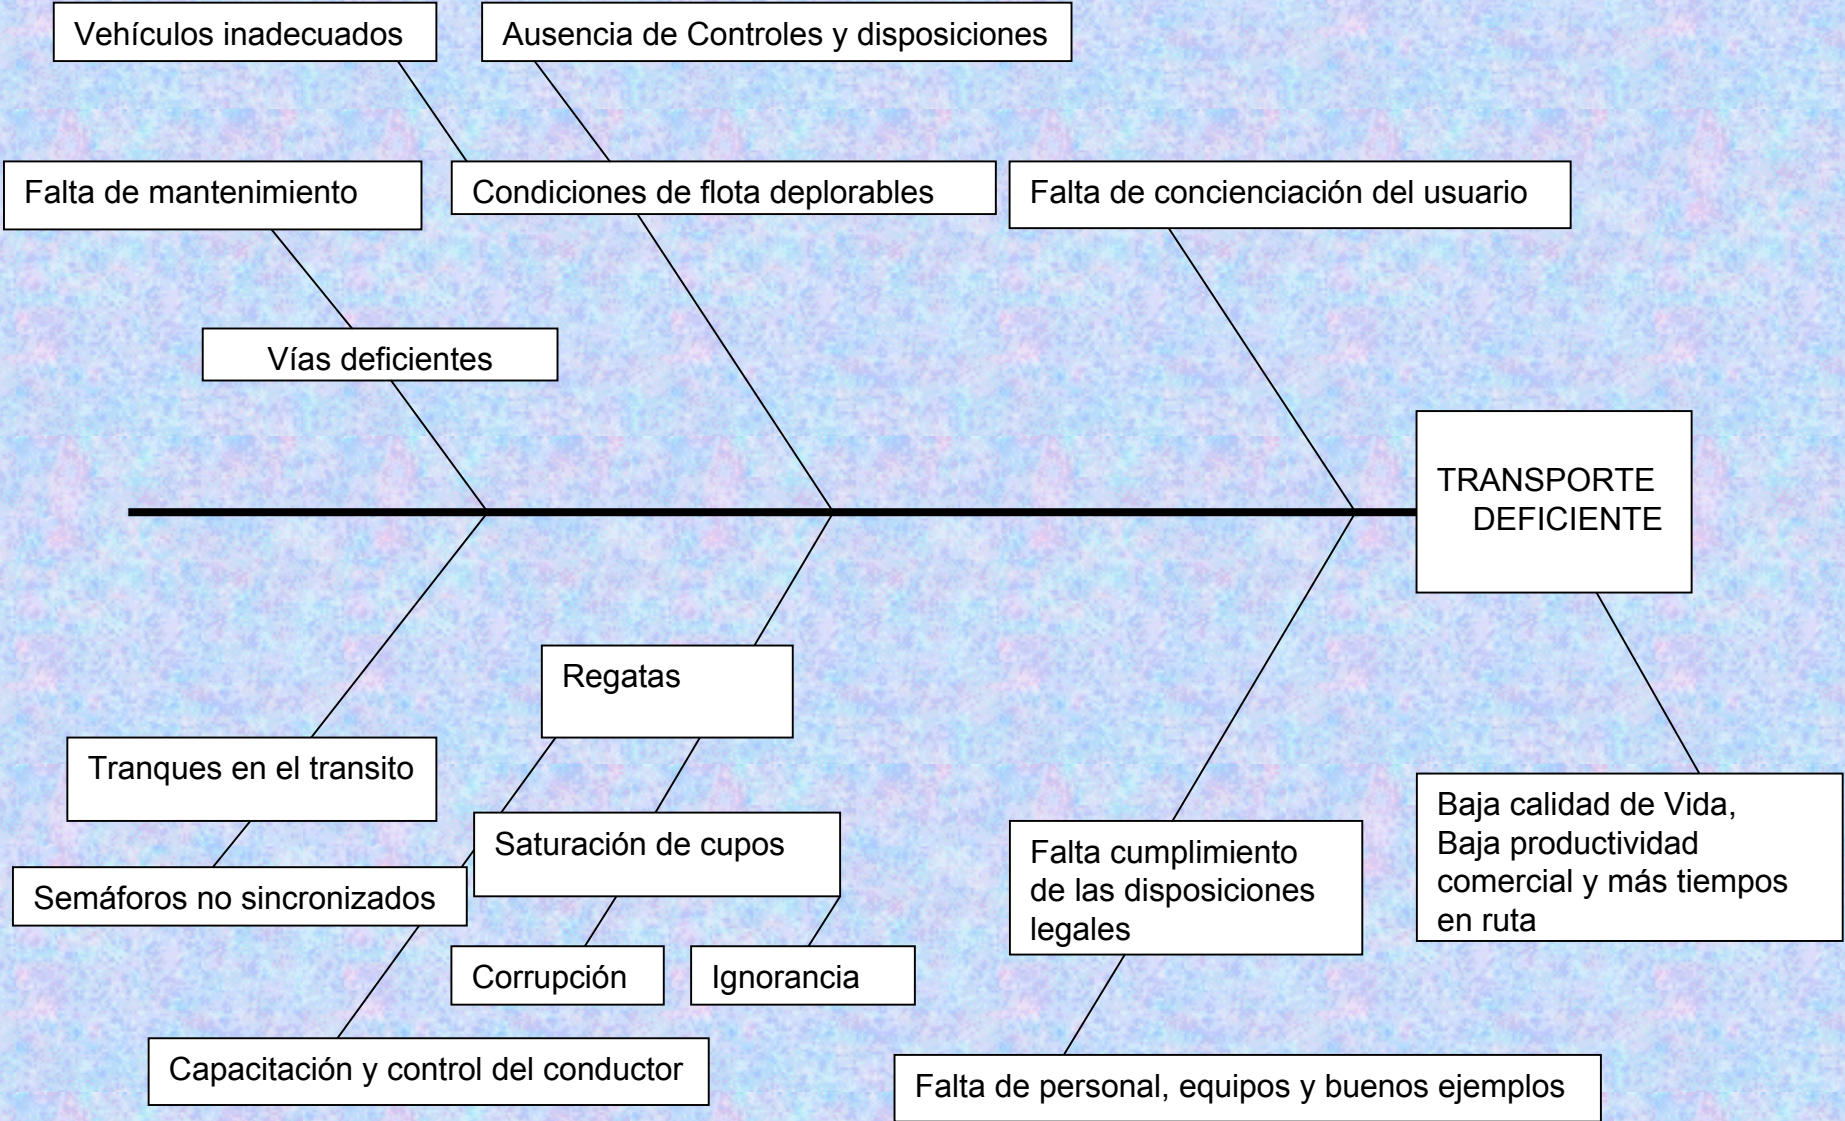 Vehículos inadecuados
Ausencia de Controles y disposiciones
Falta de mantenimiento
Condiciones de flota deplorables
Falta de concienciación del usuario
Vías deficientes
TRANSPORTE
DEFICIENTE
Regatas
Tranques en el transito
Saturación de cupos
Semáforos no sincronizados
Corrupción
Ignorancia
Capacitación y control del conductor
Falta cumplimiento
de las disposiciones
legales
Baja calidad de Vida,
Baja productividad
comercial y más tiempos
en ruta
Falta de personal, equipos y buenos ejemplos